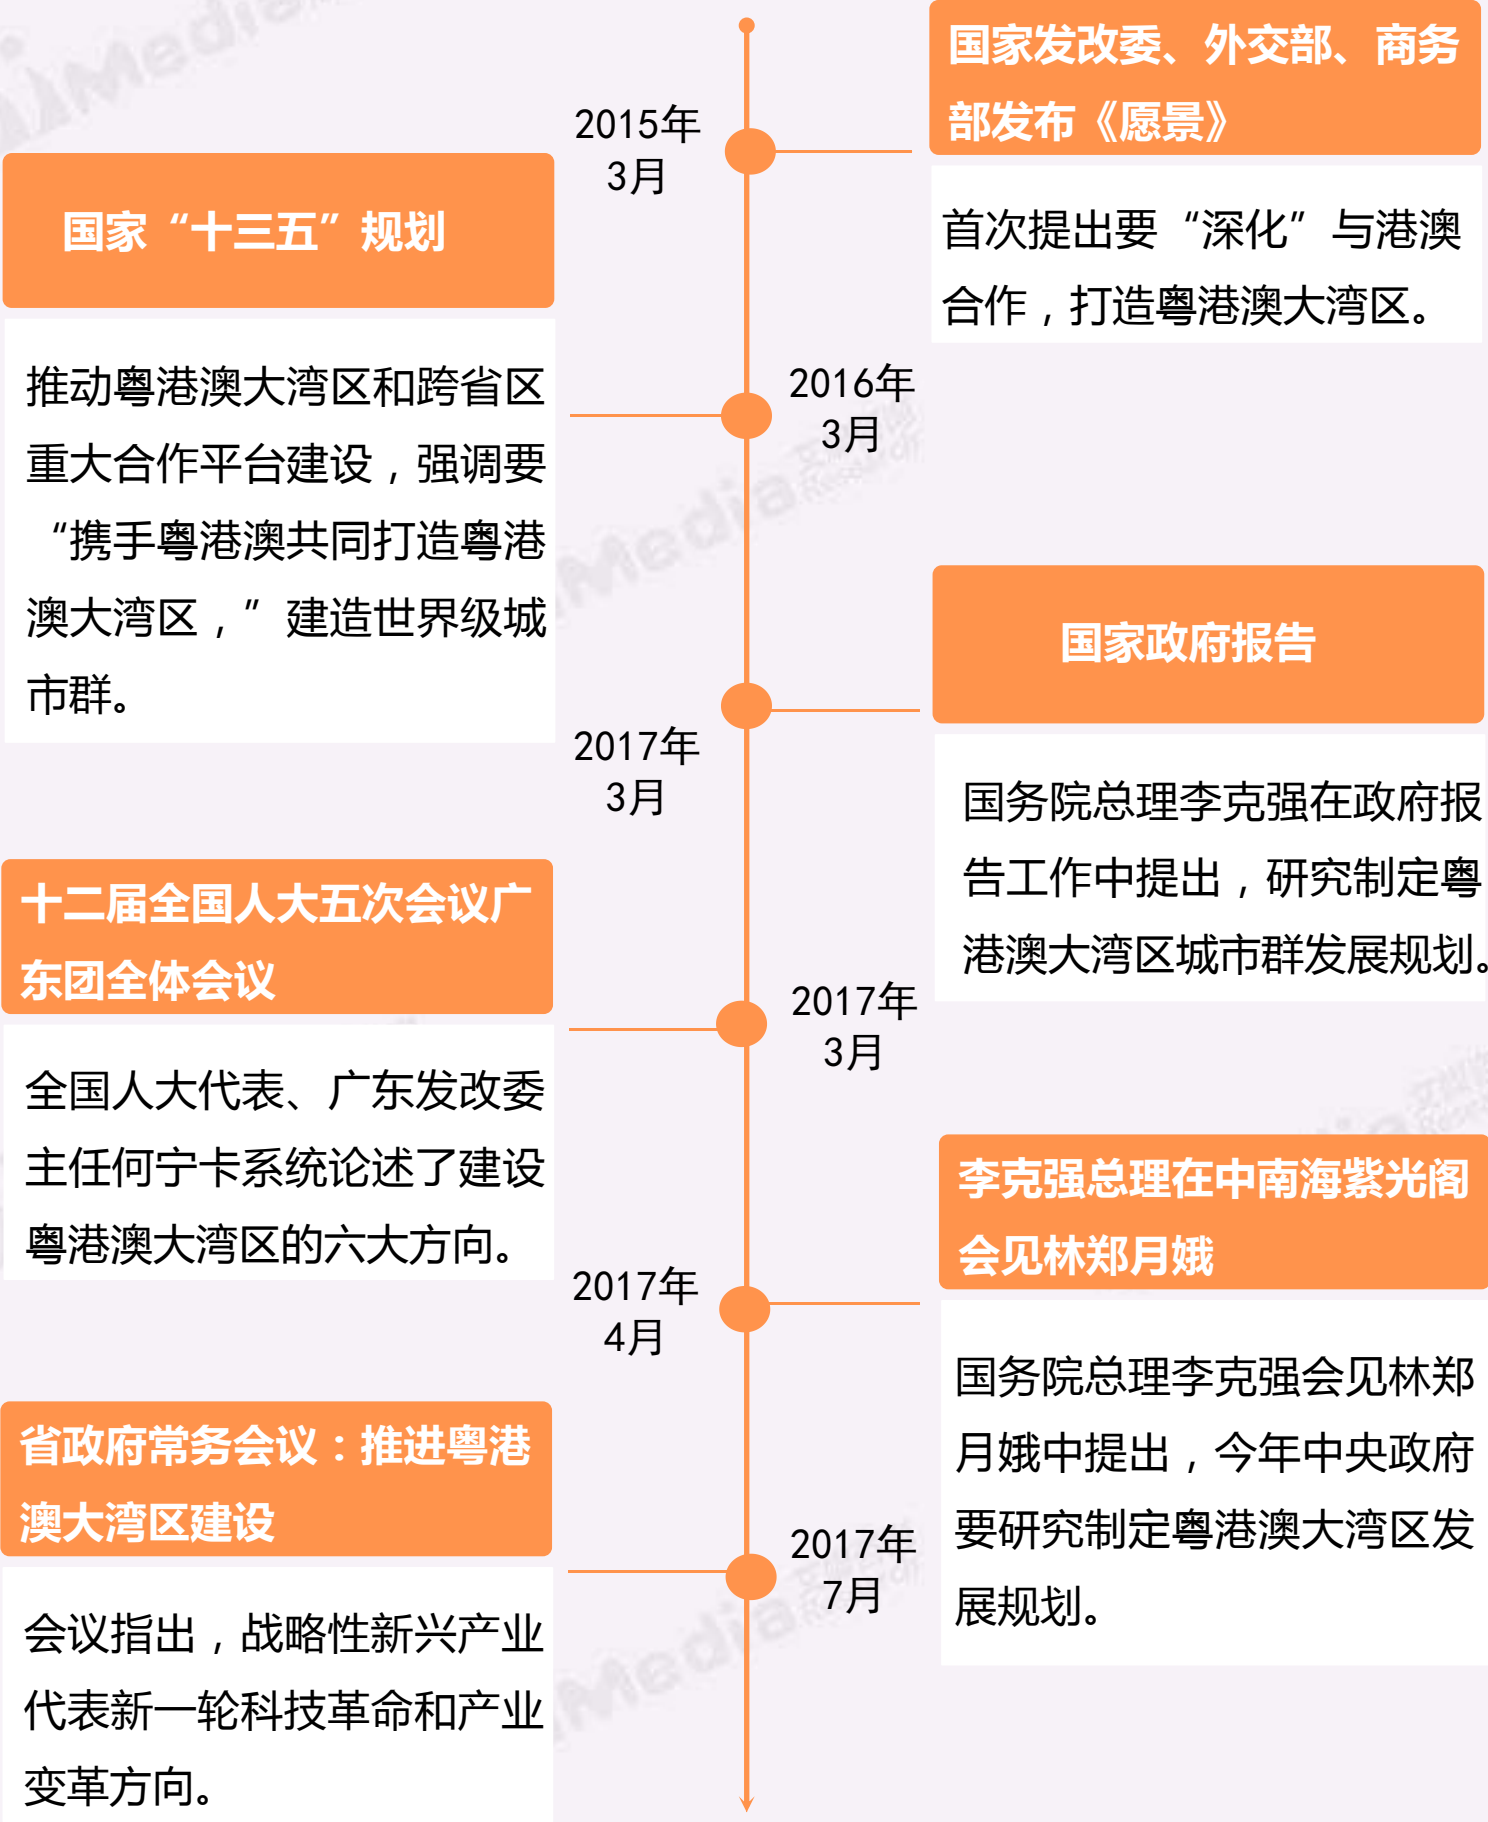 2015年
3月
国家发改委、外交部、商务
部发布《愿景》
首次提出要“深化”与港澳
合作，打造粤港澳大湾区。
2016年
3月
国家“十三五”规划
推动粤港澳大湾区和跨省区
重大合作平台建设，强调要
“携手粤港澳共同打造粤港
澳大湾区，”建造世界级城
市群。
2017年
3月
国家政府报告
国务院总理李克强在政府报
告工作中提出，研究制定粤
港澳大湾区城市群发展规划。
2017年
3月
十二届全国人大五次会议广
东团全体会议
全国人大代表、广东发改委
主任何宁卡系统论述了建设
粤港澳大湾区的六大方向。
2017年
4月
李克强总理在中南海紫光阁
会见林郑月娥
国务院总理李克强会见林郑
月娥中提出，今年中央政府
要研究制定粤港澳大湾区发
展规划。
2017年
7月
省政府常务会议：推进粤港
澳大湾区建设
会议指出，战略性新兴产业
代表新一轮科技革命和产业
变革方向。